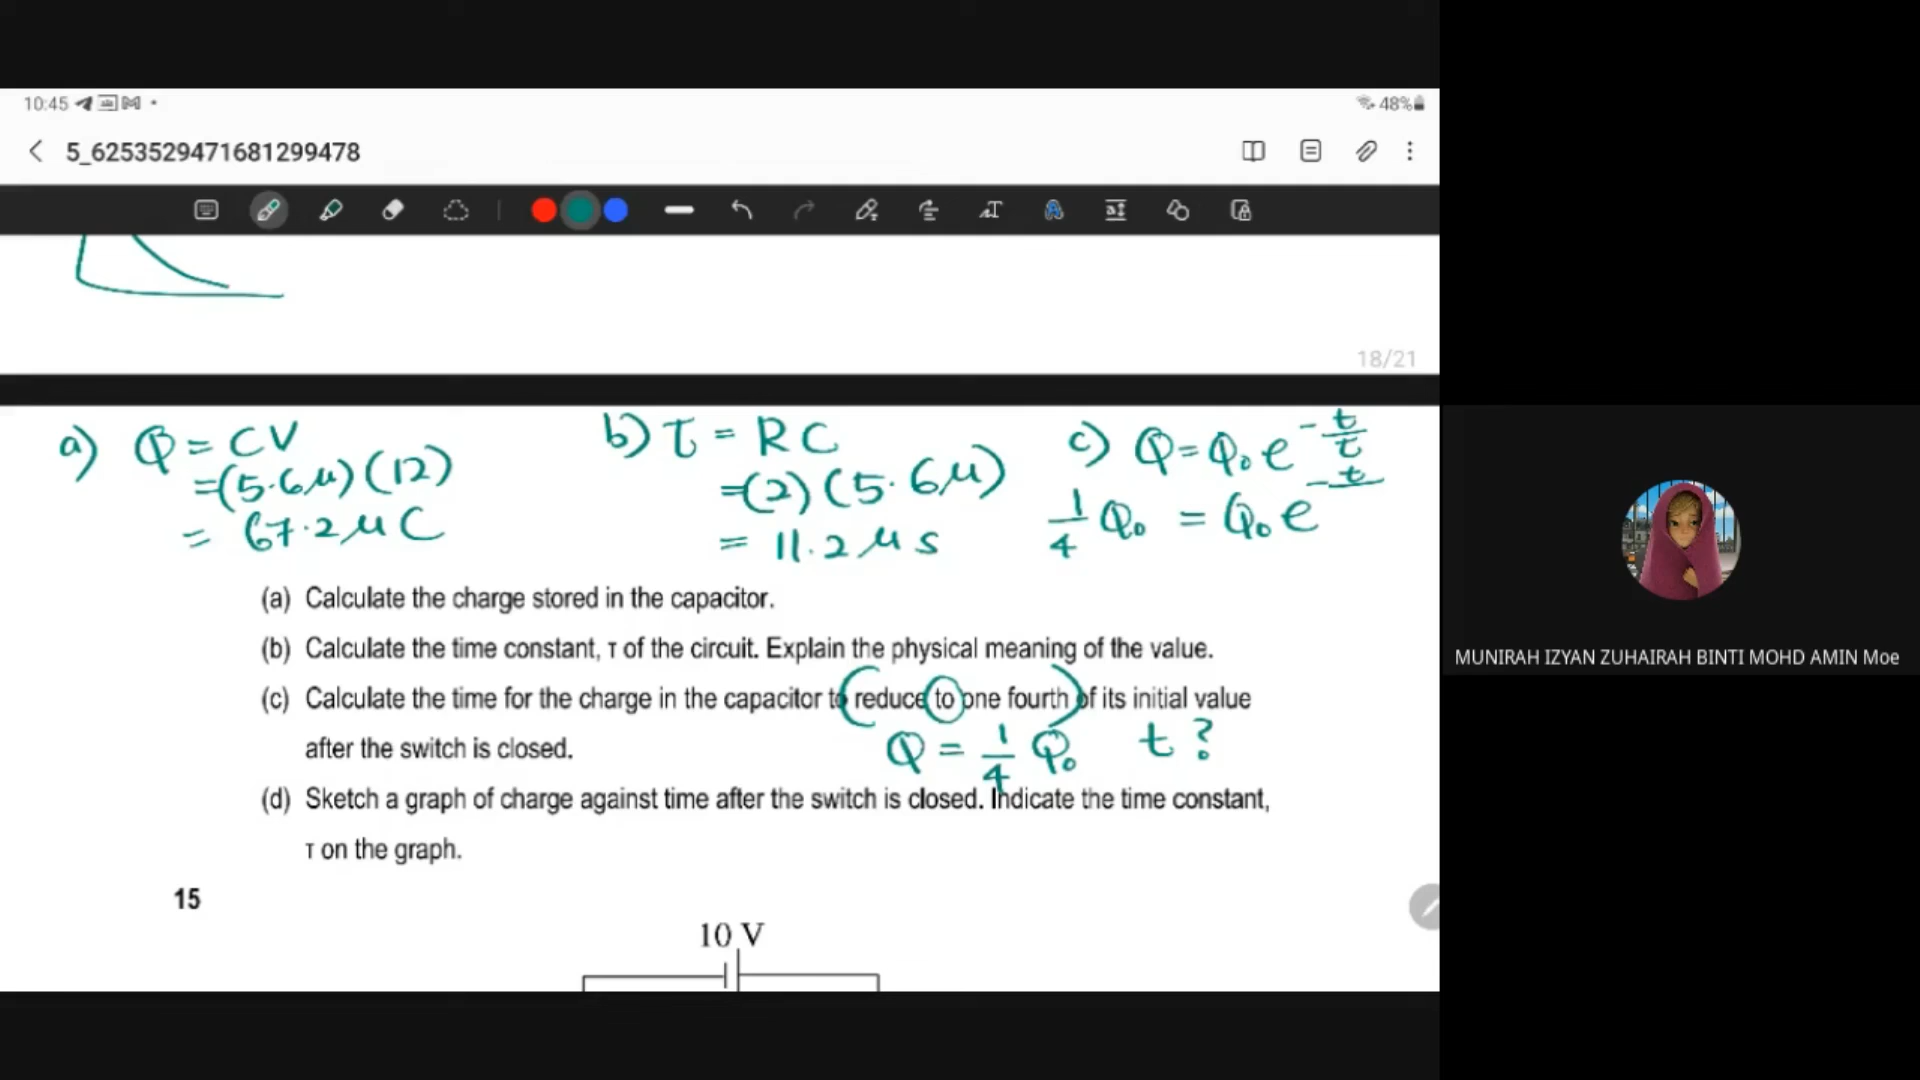 10:45
48%
5_6253529471681299478
18/21
a) Q = CV
=(5.6μ)(12)
= 67.2μC
b) τ = RC
=(2)(5.6μ)
= 11.2μs
c) Q = Q₀e^-t/τ
1/4 Q₀ = Q₀e^-t/
(a) Calculate the charge stored in the capacitor.
(b) Calculate the time constant, τ of the circuit. Explain the physical meaning of the value.
(c) Calculate the time for the charge in the capacitor to reduce to one fourth of its initial value
after the switch is closed.
Q = 1/4 Q₀ t?
(d) Sketch a graph of charge against time after the switch is closed. Indicate the time constant,
τ on the graph.
15
10 V
MUNIRAH IZYAN ZUHAIRAH BINTI MOHD AMIN Moe